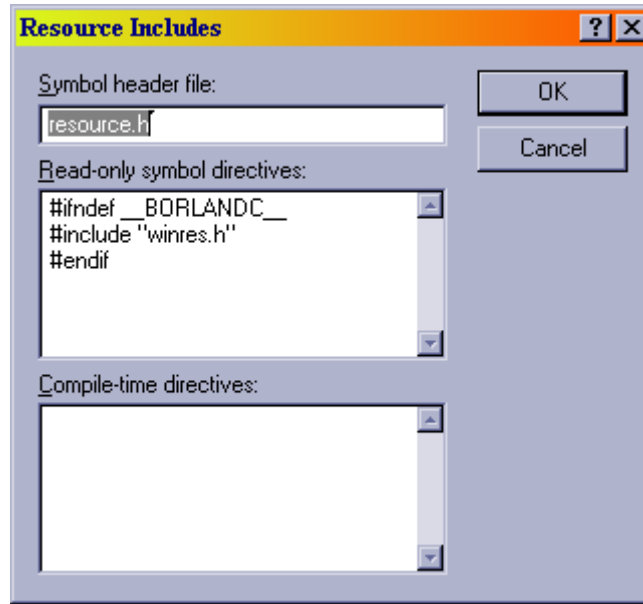 Resource Includes
?
Symbol header file:
OK
resource.h
Cancel
Read-only symbol directives:
#ifndef __BORLANDC__
#include "winres.h"
#endif
Compile-time directives: